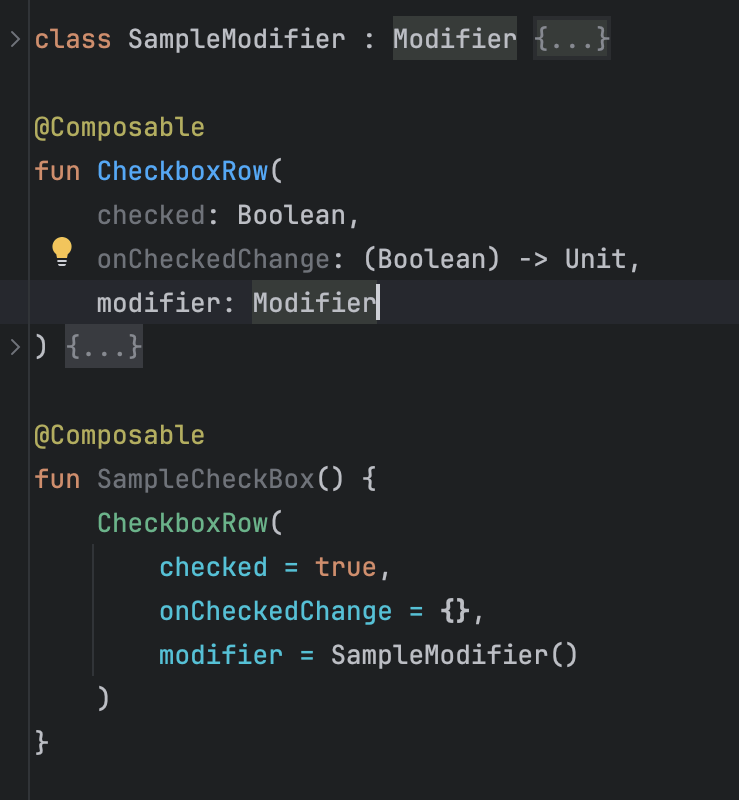 class SampleModifier : Modifier {...}
@Composable
fun CheckboxRow(
checked: Boolean,
onCheckedChange: (Boolean) -> Unit,
modifier: Modifier
) {...}
@Composable
fun SampleCheckBox() {
CheckboxRow(
checked = true,
onCheckedChange = {},
modifier = SampleModifier()
)
}